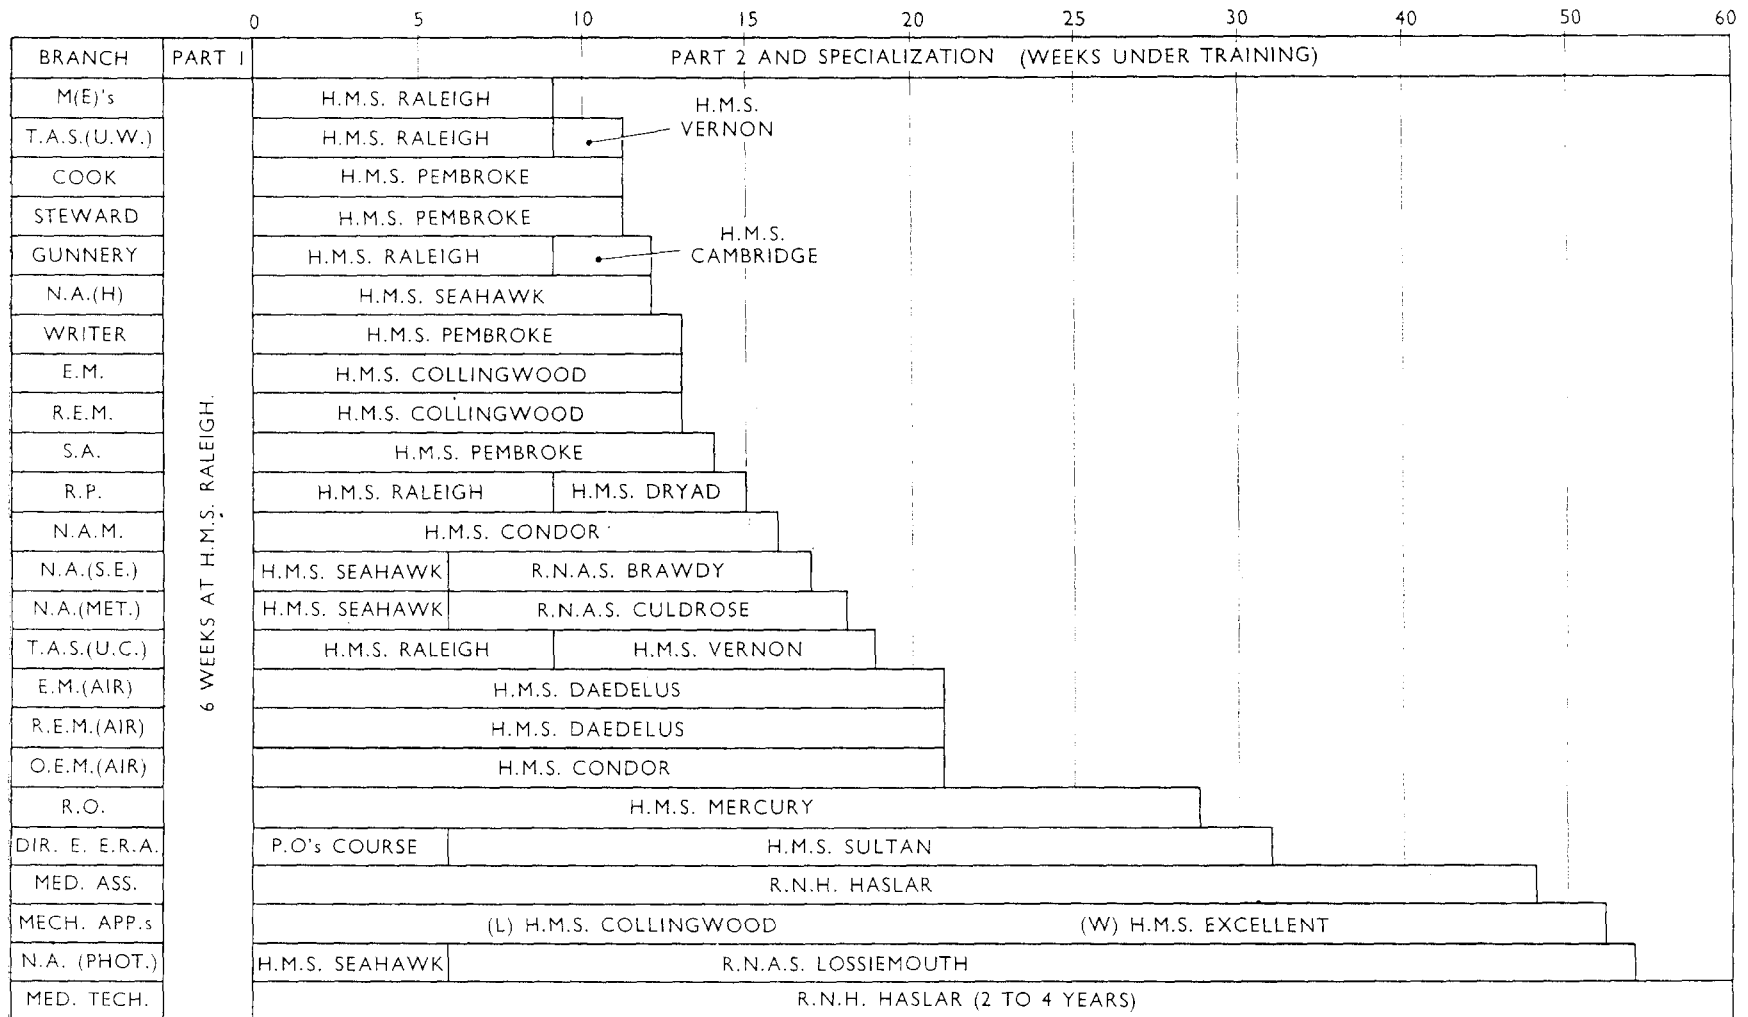 0 5 10 15 20 25 30 40 50 60
BRANCH PART 1 PART 2 AND SPECIALIZATION (WEEKS UNDER TRAINING)
6 WEEKS AT H.M.S. RALEIGH.
M(E)'s H.M.S. RALEIGH
H.M.S.
VERNON
T.A.S.(U.W.) H.M.S. RALEIGH
COOK H.M.S. PEMBROKE
STEWARD H.M.S. PEMBROKE
H.M.S.
CAMBRIDGE
GUNNERY H.M.S. RALEIGH
N.A.(H) H.M.S. SEAHAWK
WRITER H.M.S. PEMBROKE
E.M. H.M.S. COLLINGWOOD
R.E.M. H.M.S. COLLINGWOOD
S.A. H.M.S. PEMBROKE
R.P. H.M.S. RALEIGH H.M.S. DRYAD
N.A.M. H.M.S. CONDOR
N.A.(S.E.) H.M.S. SEAHAWK R.N.A.S. BRAWDY
N.A.(MET.) H.M.S. SEAHAWK R.N.A.S. CULDROSE
T.A.S.(U.C.) H.M.S. RALEIGH H.M.S. VERNON
E.M.(AIR) H.M.S. DAEDELUS
R.E.M.(AIR) H.M.S. DAEDELUS
O.E.M.(AIR) H.M.S. CONDOR
R.O. H.M.S. MERCURY
DIR. E. E.R.A. P.O's COURSE H.M.S. SULTAN
MED. ASS. R.N.H. HASLAR
MECH. APP.s (L) H.M.S. COLLINGWOOD (W) H.M.S. EXCELLENT
N.A. (PHOT.) H.M.S. SEAHAWK R.N.A.S. LOSSIEMOUTH
MED. TECH. R.N.H. HASLAR (2 TO 4 YEARS)